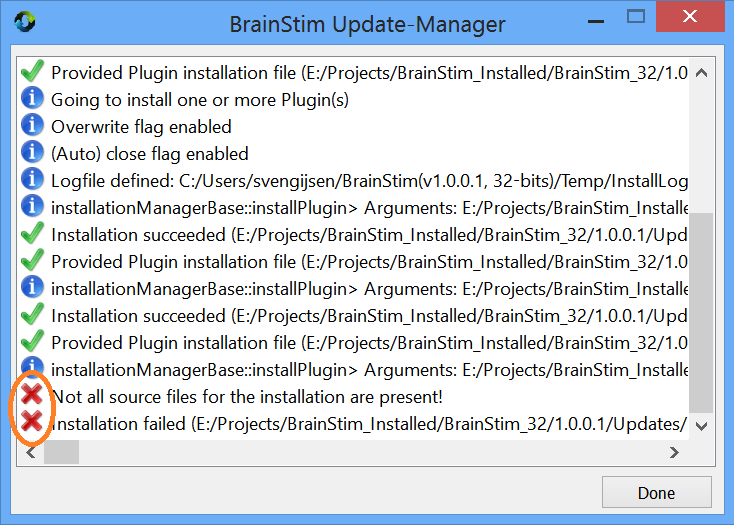 BrainStim Update-Manager
Provided Plugin installation file (E:/Projects/BrainStim_Installed/BrainStim_32/1.0
Going to install one or more Plugin(s)
Overwrite flag enabled
(Auto) close flag enabled
Logfile defined: C:/Users/svengijsen/BrainStim(v1.0.0.1, 32-bits)/Temp/InstallLog
installationManagerBase::installPlugin> Arguments: E:/Projects/BrainStim_Installe
Installation succeeded (E:/Projects/BrainStim_Installed/BrainStim_32/1.0.0.1/Upd
Provided Plugin installation file (E:/Projects/BrainStim_Installed/BrainStim_32/1.0
installationManagerBase::installPlugin> Arguments: E:/Projects/BrainStim_Installe
Installation succeeded (E:/Projects/BrainStim_Installed/BrainStim_32/1.0.0.1/Upd
Provided Plugin installation file (E:/Projects/BrainStim_Installed/BrainStim_32/1.0
installationManagerBase::installPlugin> Arguments: E:/Projects/BrainStim_Installe
Not all source files for the installation are present!
Installation failed (E:/Projects/BrainStim_Installed/BrainStim_32/1.0.0.1/Updates/
Done